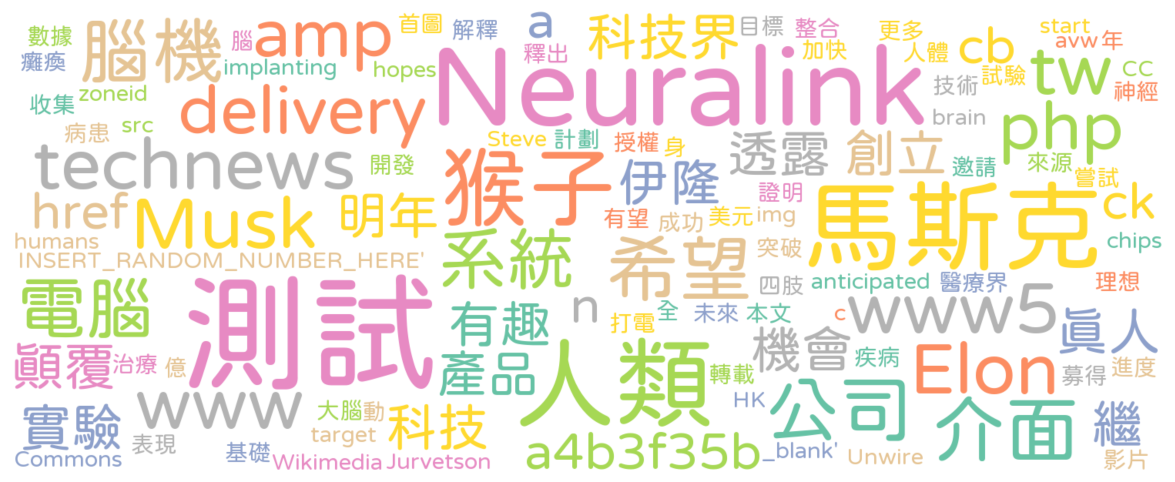 數據 腦機 腦 amp 首圖 解釋 a 科技界 目標 整合 更多 start
癱瘓 implanting hopes Neuralink 釋出 加快 人體 cb avw 年
收集 zoneid delivery 技術 試驗 tw cc 神經
病患 src Steve 計劃 授權 身 brain php
technews 開發 猴子 伊隆 透露 創立 邀請 來源 嘗試
href Musk 明年 有望 成功 美元 證明 img 馬斯克 ck
humans 系統 希望 突破 chips
INSERT_RANDOM_NUMBER_HERE' 四肢 anticipated 醫療界 理想
電腦 測試 有趣 n 打電 全 未來 本文 c www5 真人
顛覆 治療 億 產品 人類 轉載 機會 疾病 Elon 募得 進度
實驗 www 大腦 動 科技 HK 公司 介面 繼
表現 target a4b3f35b _blank'
Commons 基礎 Wikimedia Jurvetson Unwire 影片